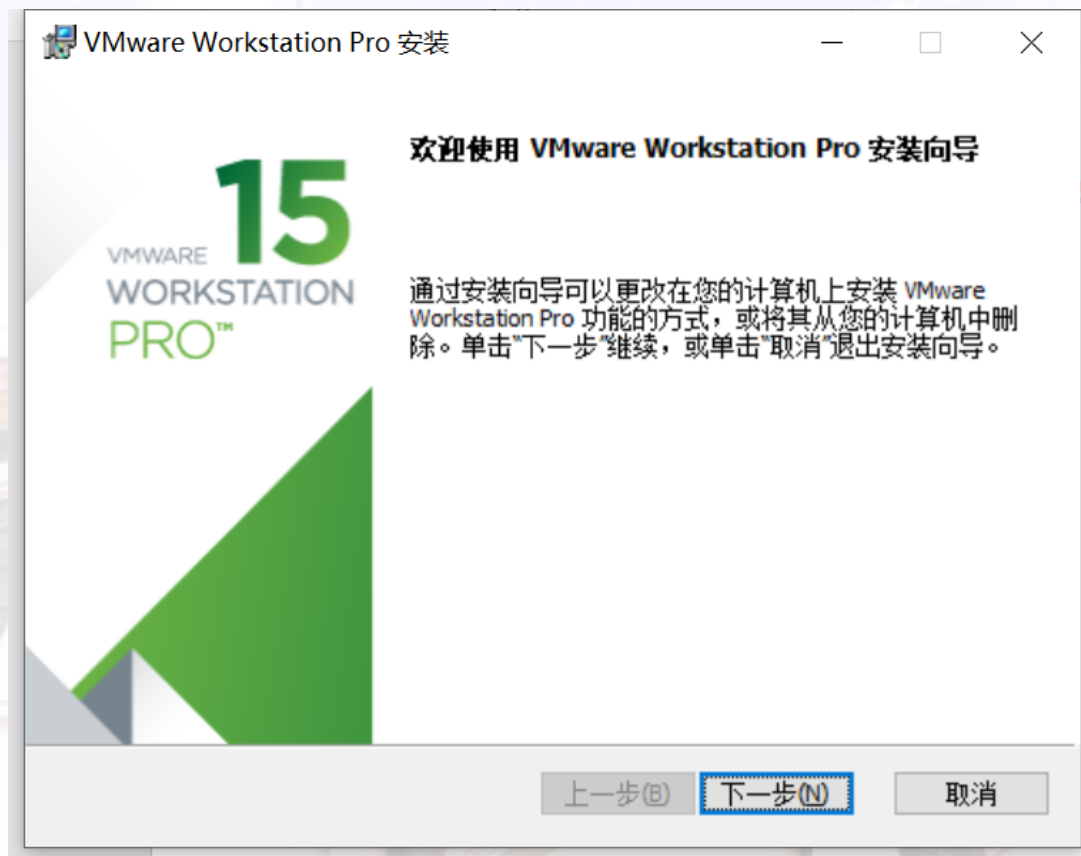 VMware Workstation Pro 安装
欢迎使用 VMware Workstation Pro 安装向导
15
VMWARE
WORKSTATION
PRO™
通过安装向导可以更改在您的计算机上安装 VMware
Workstation Pro 功能的方式，或将其从您的计算机中删
除。单击"下一步"继续，或单击"取消"退出安装向导。
上一步(B)
下一步(N)
取消